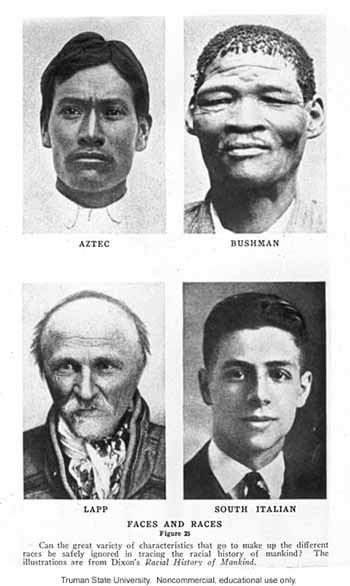 AZTEC
BUSHMAN
LAPP
SOUTH ITALIAN
FACES AND RACES
Figure 25
Can the great variety of characteristics that go to make up the different
races be safely ignored in tracing the racial history of mankind? The
illustrations are from Dixon's Racial History of Mankind.
Truman State University. Noncommercial, educational use only.